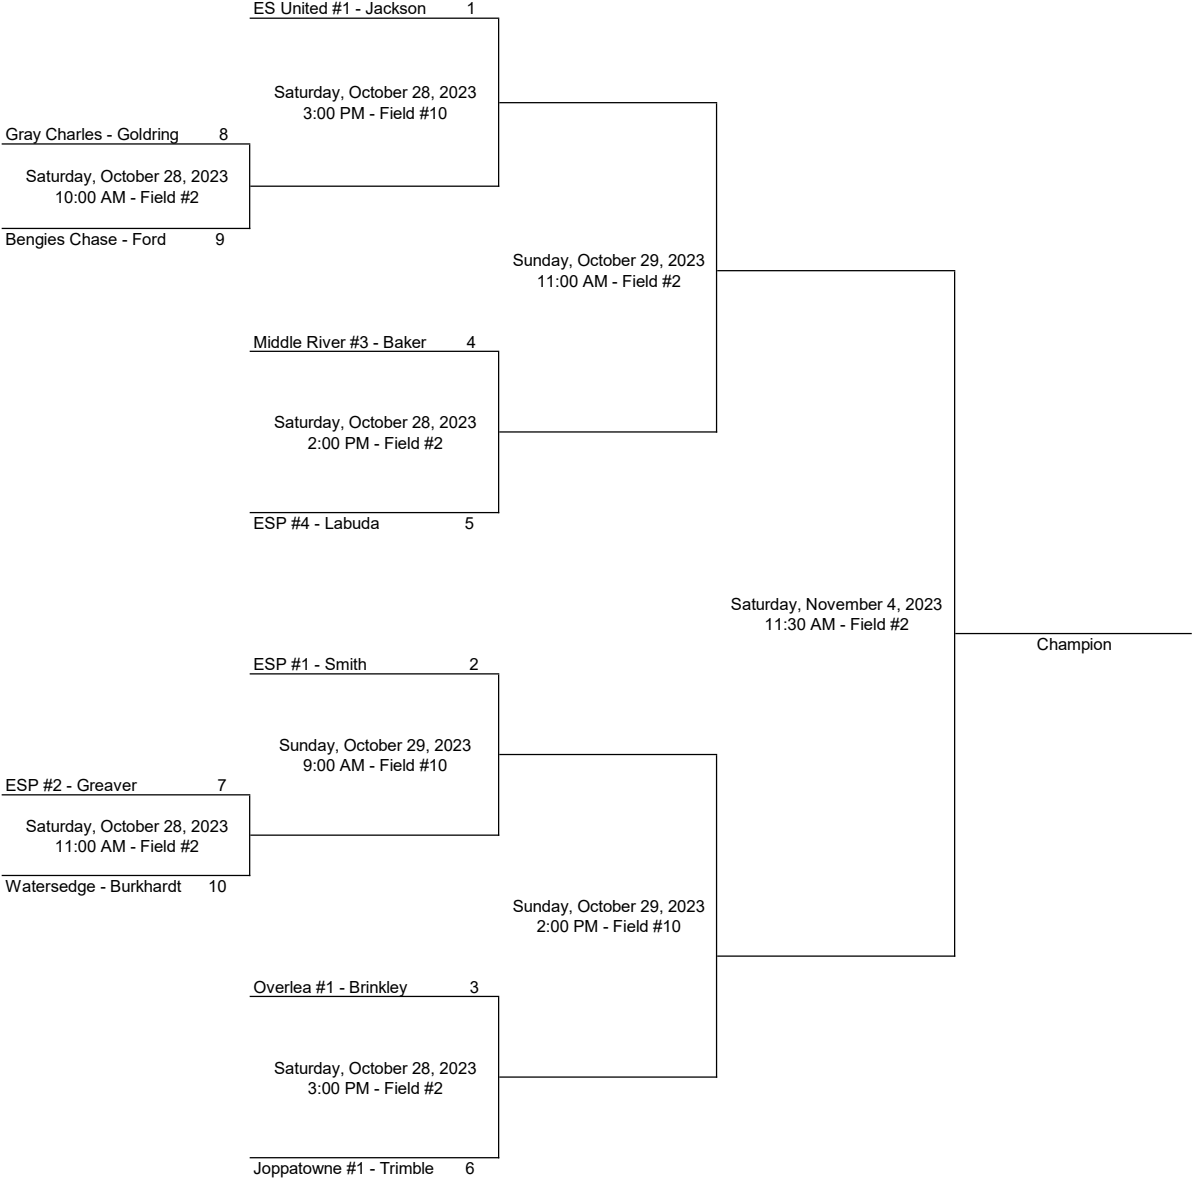 ES United #1 - Jackson 1
Saturday, October 28, 2023
3:00 PM - Field #10
Gray Charles - Goldring 8
Saturday, October 28, 2023
10:00 AM - Field #2
Bengies Chase - Ford 9
Sunday, October 29, 2023
11:00 AM - Field #2
Middle River #3 - Baker 4
Saturday, October 28, 2023
2:00 PM - Field #2
ESP #4 - Labuda 5
Saturday, November 4, 2023
11:30 AM - Field #2
Champion
ESP #1 - Smith 2
Sunday, October 29, 2023
9:00 AM - Field #10
ESP #2 - Greaver 7
Saturday, October 28, 2023
11:00 AM - Field #2
Watersedge - Burkhardt 10
Sunday, October 29, 2023
2:00 PM - Field #10
Overlea #1 - Brinkley 3
Saturday, October 28, 2023
3:00 PM - Field #2
Joppatowne #1 - Trimble 6